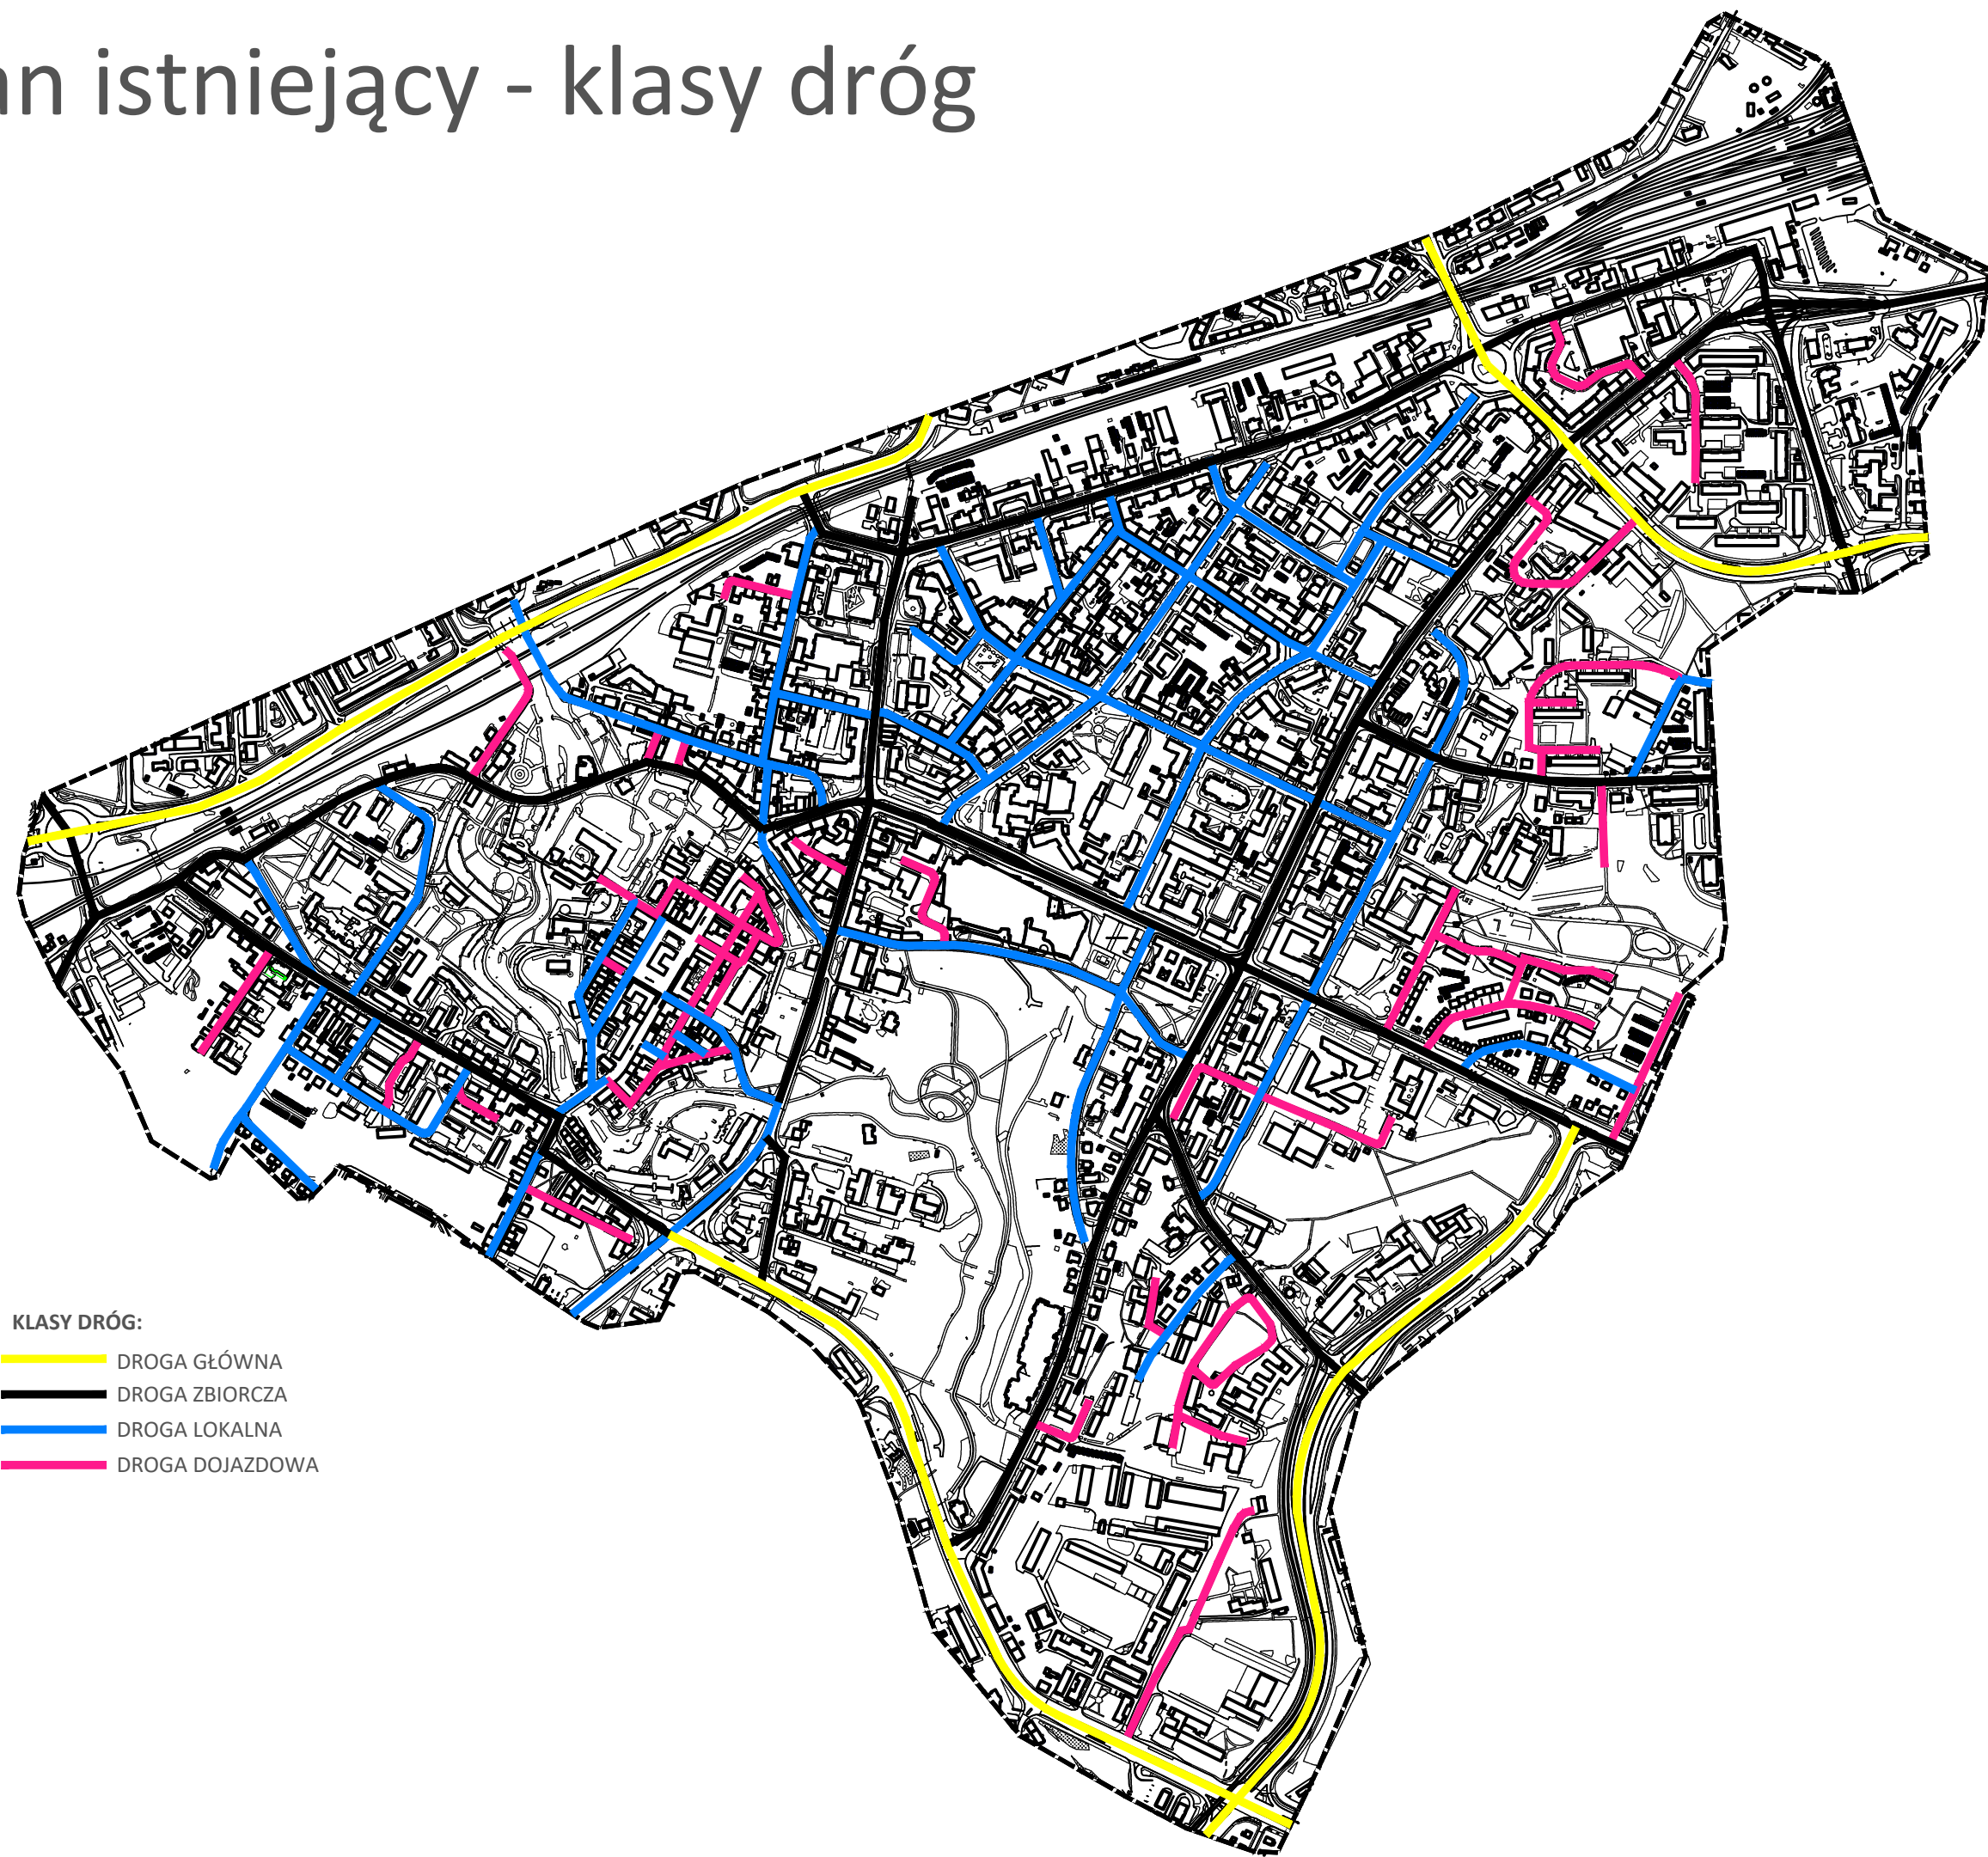 an istniejący - klasy dróg
KLASY DRÓG:
DROGA GŁÓWNA
DROGA ZBIORCZA
DROGA LOKALNA
DROGA DOJAZDOWA